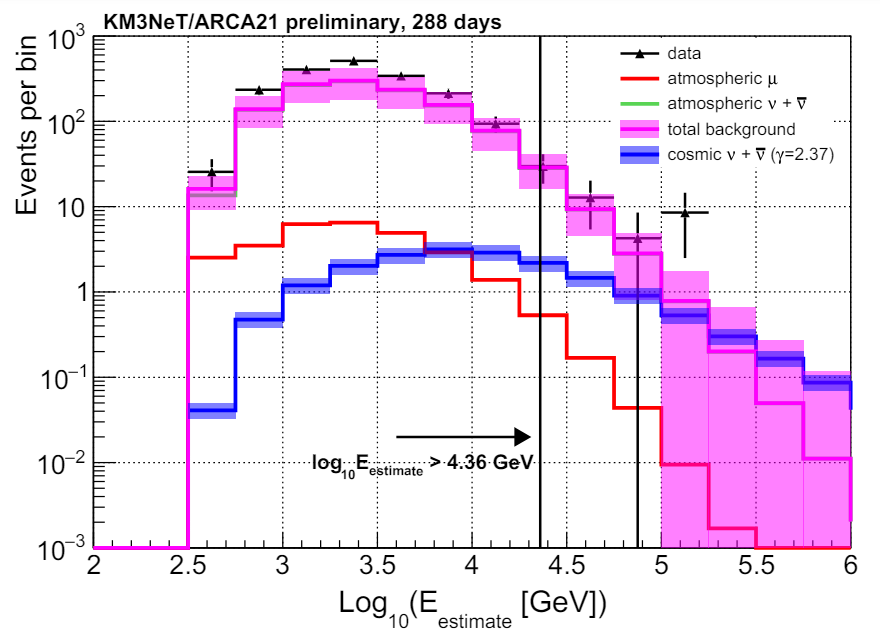 KM3NeT/ARCA21 preliminary, 288 days
Events per bin
10³
10²
10
1
10⁻¹
10⁻²
10⁻³
data
atmospheric μ
atmospheric ν + ν̅
total background
cosmic ν + ν̅ (γ=2.37)
log₁₀E_estimate > 4.36 GeV
2 2.5 3 3.5 4 4.5 5 5.5 6
Log₁₀(E_estimate [GeV])